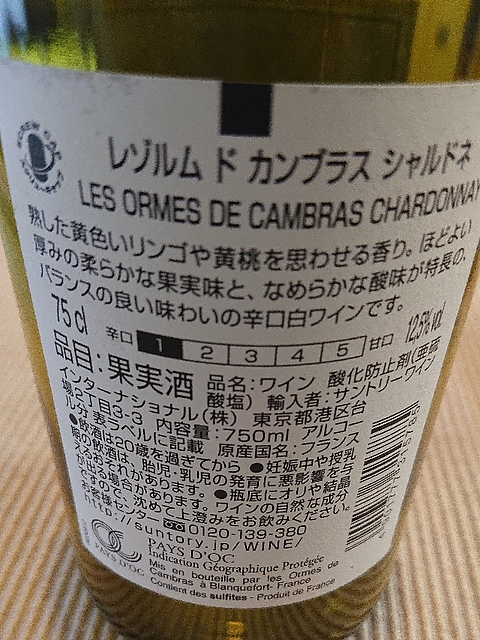 SCREW CAP
レゾルム ド カンブラス シャルドネ
LES ORMES DE CAMBRAS CHARDONNAY
熟した黄色いリンゴや黄桃を思わせる香り。ほどよい
厚みの柔らかな果実味と、なめらかな酸味が特長の、
バランスの良い味わいの辛口白ワインです。
75 cl 辛口 1 2 3 4 5 甘口 12,5% vol
品目:果実酒 品名:ワイン 酸化防止剤(亜硫
酸塩) 輸入者:サントリーワイン
インターナショナル(株) 東京都港区台
場2丁目3-3 内容量:750ml アルコー
ル分 表ラベルに記載 原産国名:フランス
●飲酒は20歳を過ぎてから ●妊娠中や授乳
期の飲酒は、胎児・乳児の発育に悪影響を与
えるおそれがあります。 ●瓶底にオリや結晶
が出る場合があります。ワインの自然な成分
ですので、沈めて上澄みをお飲みください。
お客様センター 0120-139-380
http://suntory.jp/WINE/
PAYS D'OC
Indication Géographique Protégée
Mis en bouteille par les Ormes de
Cambras à Blanquefort- France
Contient des sulfites - Produit de France
PAYS D'OC